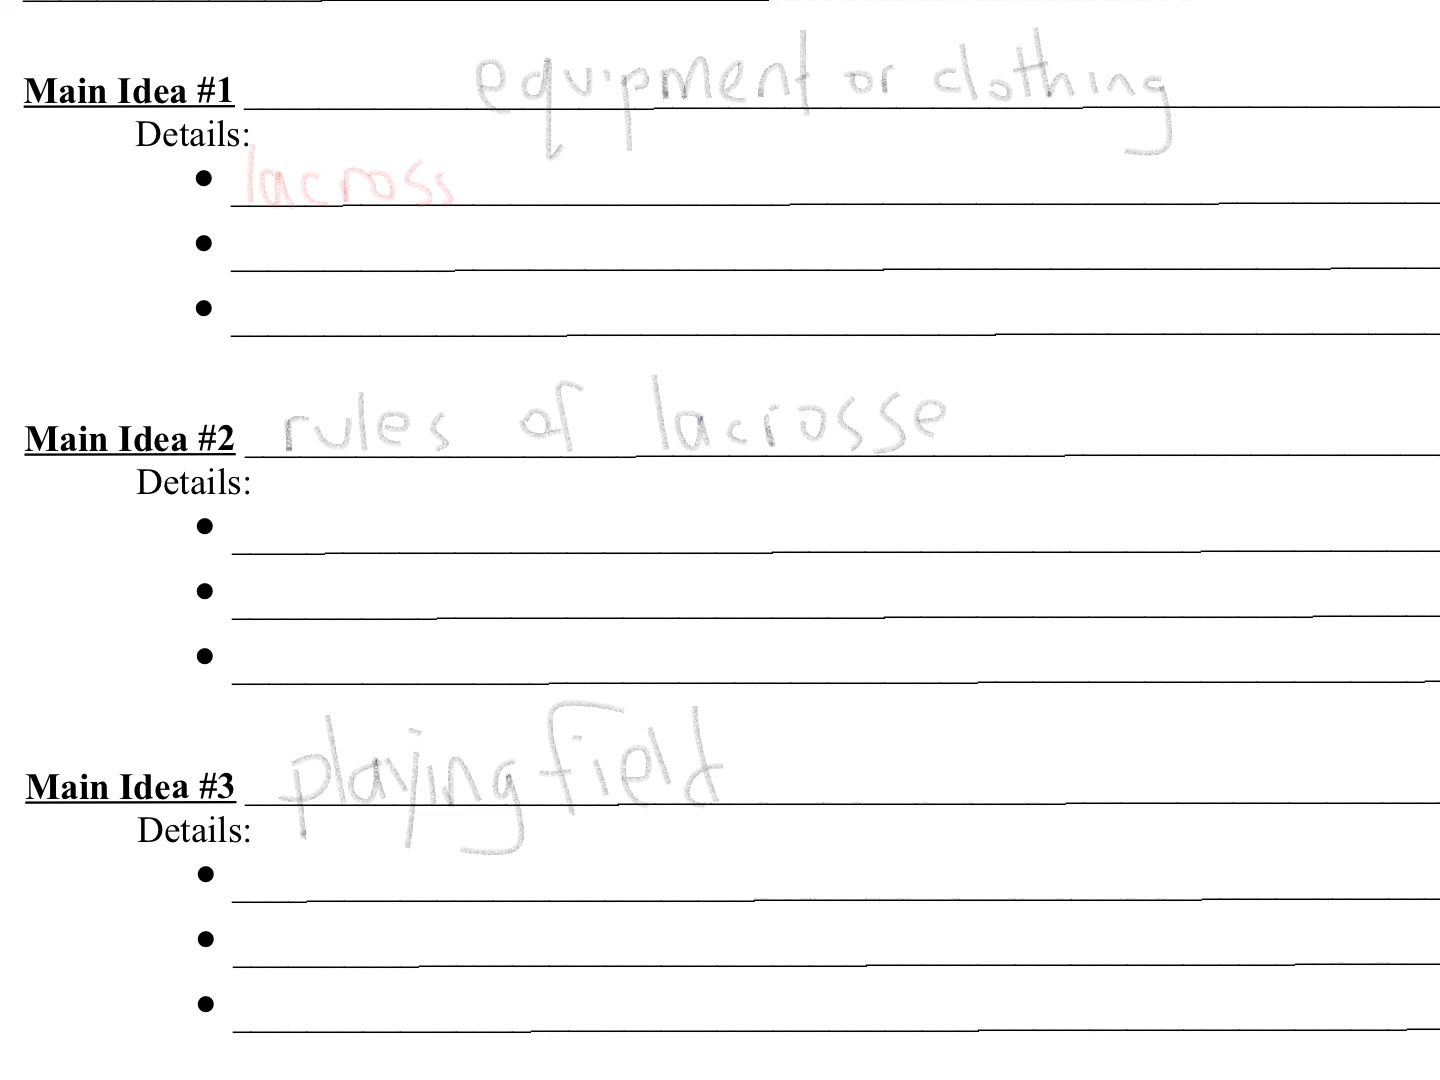 Main Idea #1 equipment or clothing
Details:
● lacross
●
●
Main Idea #2 rules of lacrosse
Details:
●
●
●
Main Idea #3 playing field
Details:
●
●
●